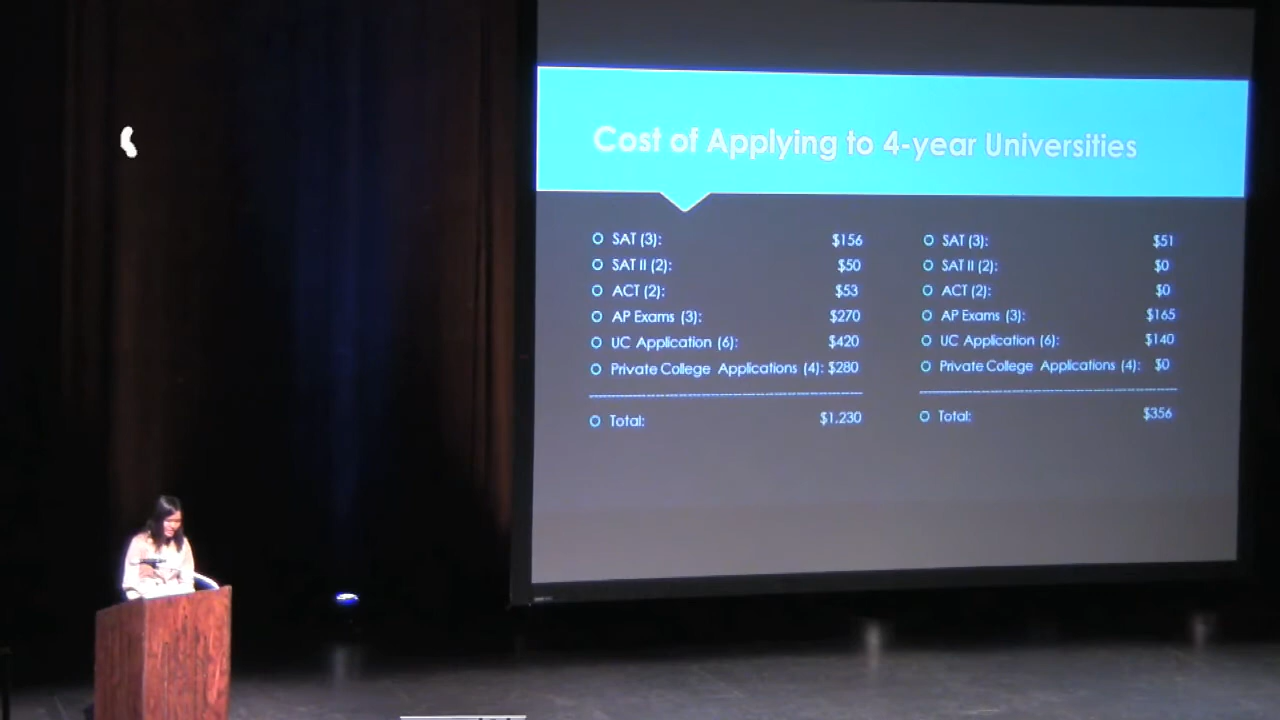 Cost of Applying to 4-year Universities
SAT (3): $156
SAT II (2): $50
ACT (2): $53
AP Exams (3): $270
UC Application (6): $420
Private College Applications (4): $280
Total: $1,230
SAT (3): $51
SAT II (2): $0
ACT (2): $0
AP Exams (3): $165
UC Application (6): $140
Private College Applications (4): $0
Total: $356